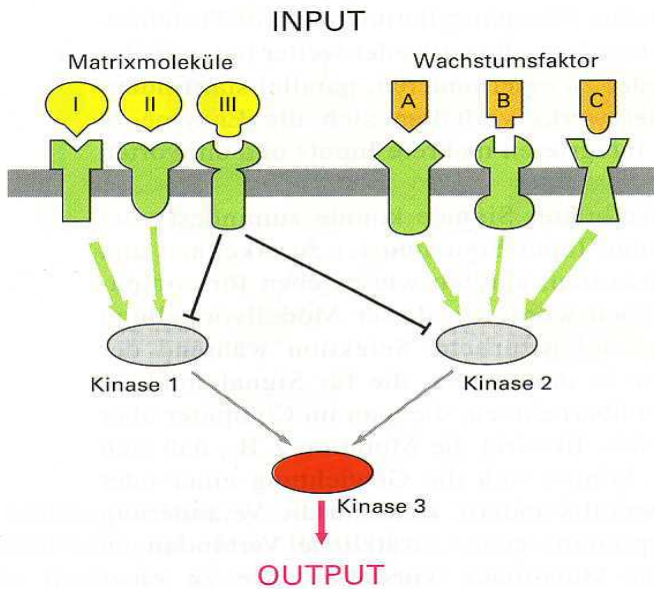 INPUT
Matrixmoleküle Wachstumsfaktor
I II III A B C
Kinase 1 Kinase 2
Kinase 3
OUTPUT